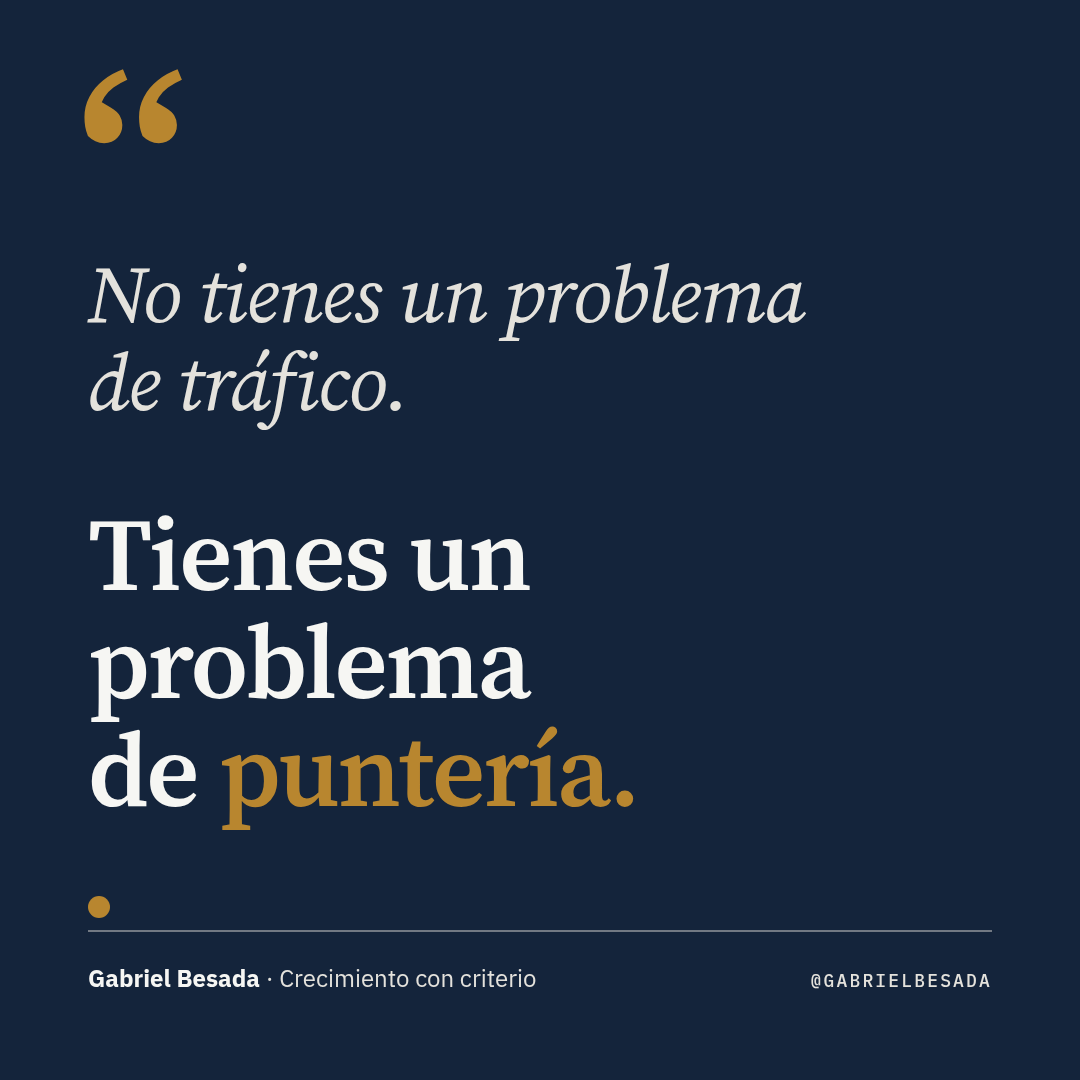 “
No tienes un problema
de tráfico.
Tienes un
problema
de puntería.
Gabriel Besada · Crecimiento con criterio
@GABRIELBESADA